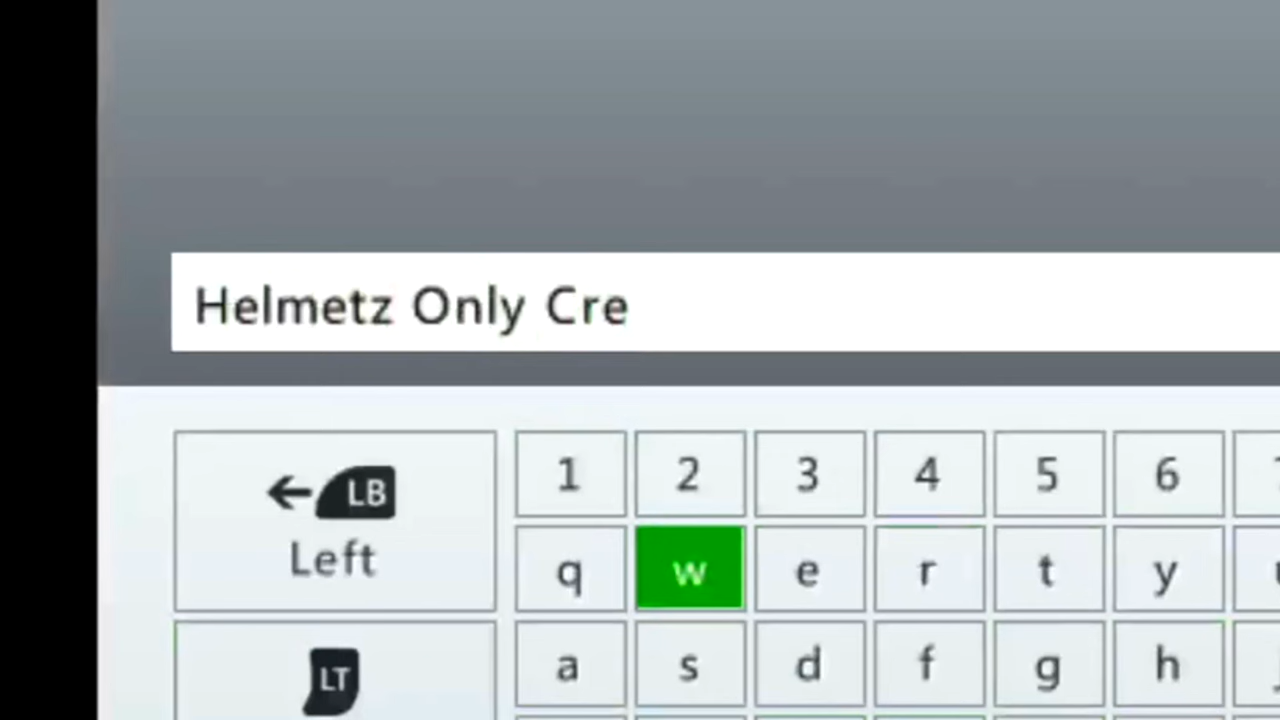 Helmetz Only Cre
← LB 1 2 3 4 5 6
Left q w e r t y
LT a s d f g h